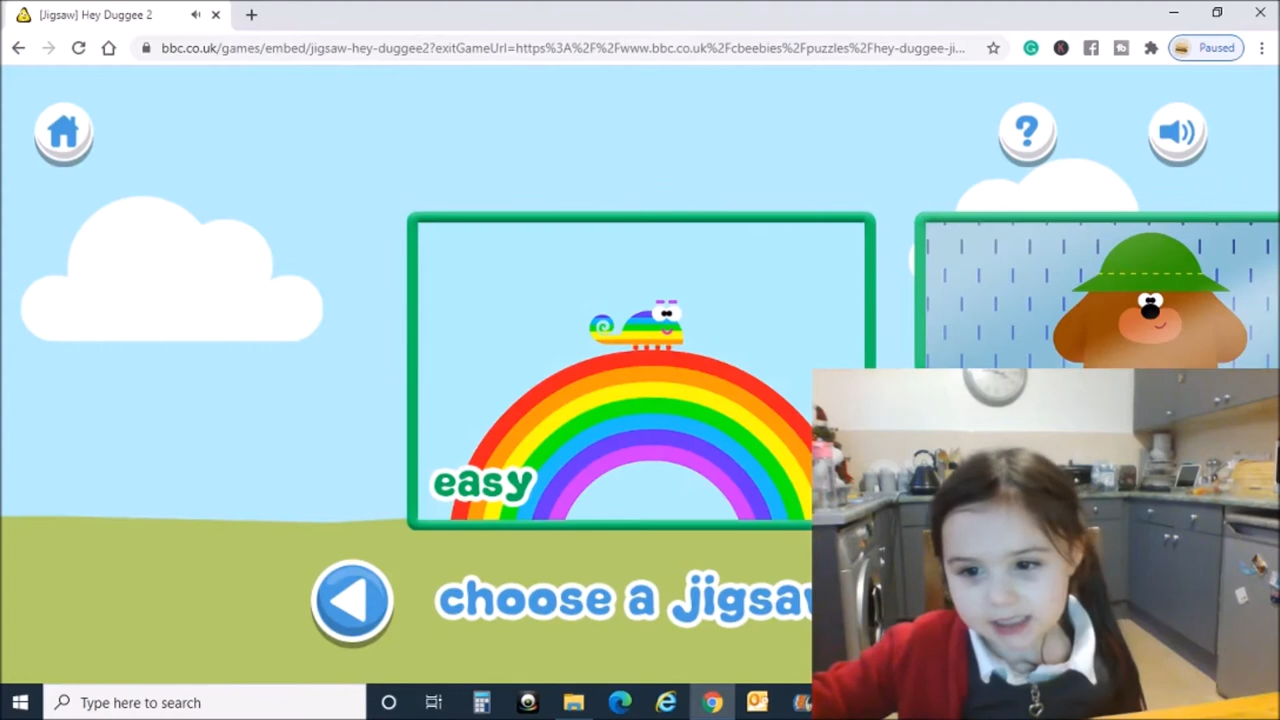 [Jigsaw] Hey Duggee 2
bbc.co.uk/games/embed/jigsaw-hey-duggee2?exitGameUrl=https%3A%2F%2Fwww.bbc.co.uk%2Fcbeebies%2Fpuzzles%2Fhey-duggee-ji...
Paused
?
easy
choose a jigsaw
Type here to search